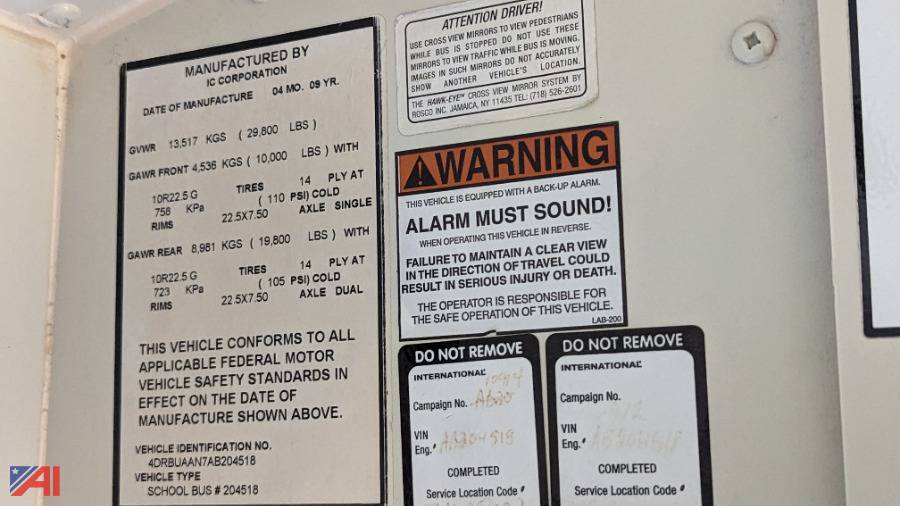 MANUFACTURED BY
IC CORPORATION
DATE OF MANUFACTURE 04 MO. 09 YR.
GVWR 13,517 KGS ( 29,800 LBS )
GAWR FRONT 4,536 KGS ( 10,000 LBS ) WITH
10R22.5 G TIRES 14 PLY AT
758 KPa ( 110 PSI) COLD
RIMS 22.5X7.50 AXLE SINGLE
GAWR REAR 8,981 KGS ( 19,800 LBS ) WITH
10R22.5 G TIRES 14 PLY AT
723 KPa ( 105 PSI) COLD
RIMS 22.5X7.50 AXLE DUAL
THIS VEHICLE CONFORMS TO ALL
APPLICABLE FEDERAL MOTOR
VEHICLE SAFETY STANDARDS IN
EFFECT ON THE DATE OF
MANUFACTURE SHOWN ABOVE.
VEHICLE IDENTIFICATION NO.
4DRBUAAN7AB204518
VEHICLE TYPE
SCHOOL BUS # 204518
ATTENTION DRIVER!
USE CROSS VIEW MIRRORS TO VIEW PEDESTRIANS
WHILE BUS IS STOPPED DO NOT USE THESE
MIRRORS TO VIEW TRAFFIC WHILE BUS IS MOVING.
IMAGES IN SUCH MIRRORS DO NOT ACCURATELY
SHOW ANOTHER VEHICLE'S LOCATION.
THE HAWK-EYE™ CROSS VIEW MIRROR SYSTEM BY
ROSCO INC. JAMAICA, NY 11435 TEL: (718) 526-2601
WARNING
THIS VEHICLE IS EQUIPPED WITH A BACK-UP ALARM.
ALARM MUST SOUND!
WHEN OPERATING THIS VEHICLE IN REVERSE.
FAILURE TO MAINTAIN A CLEAR VIEW
IN THE DIRECTION OF TRAVEL COULD
RESULT IN SERIOUS INJURY OR DEATH.
THE OPERATOR IS RESPONSIBLE FOR
THE SAFE OPERATION OF THIS VEHICLE.
LAB-200
DO NOT REMOVE
INTERNATIONAL
Campaign No.
VIN
Eng.# AB204518
COMPLETED
Service Location Code #
DO NOT REMOVE
INTERNATIONAL
Campaign No.
VIN
Eng.#
COMPLETED
Service Location Code #
AI